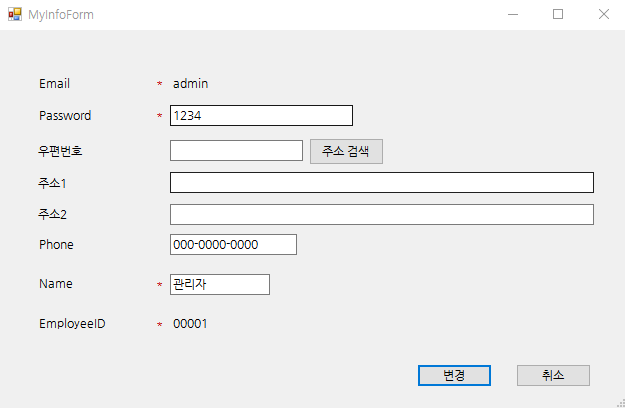 MyInfoForm
Email * admin
Password * 1234
우편번호 주소 검색
주소1
주소2
Phone 000-0000-0000
Name * 관리자
EmployeeID * 00001
변경 취소